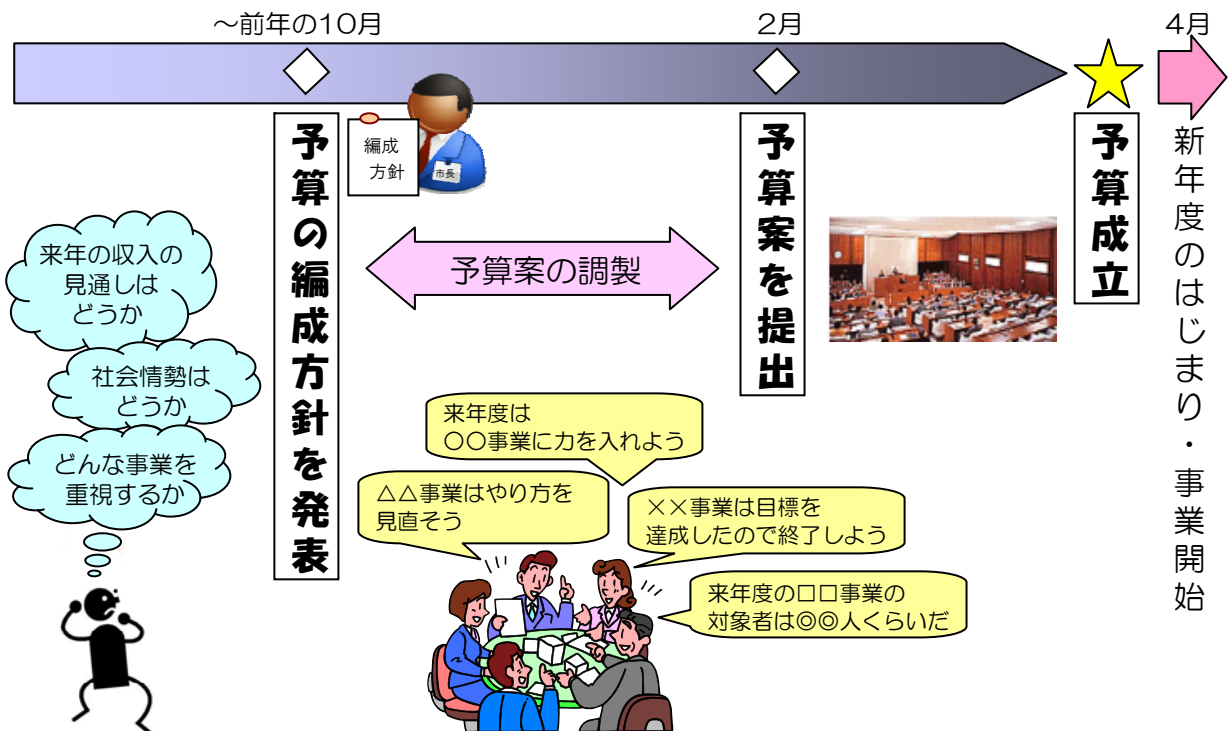 ～前年の10月
2月
4月
予算の編成方針を発表
編成
方針
市長
予算案の調製
予算案を提出
予算成立
新年度のはじまり・事業開始
来年の収入の
見通しは
どうか
社会情勢は
どうか
どんな事業を
重視するか
来年度は
〇〇事業に力を入れよう
△△事業はやり方を
見直そう
××事業は目標を
達成したので終了しよう
来年度の□□事業の
対象者は◎◎人くらいだ